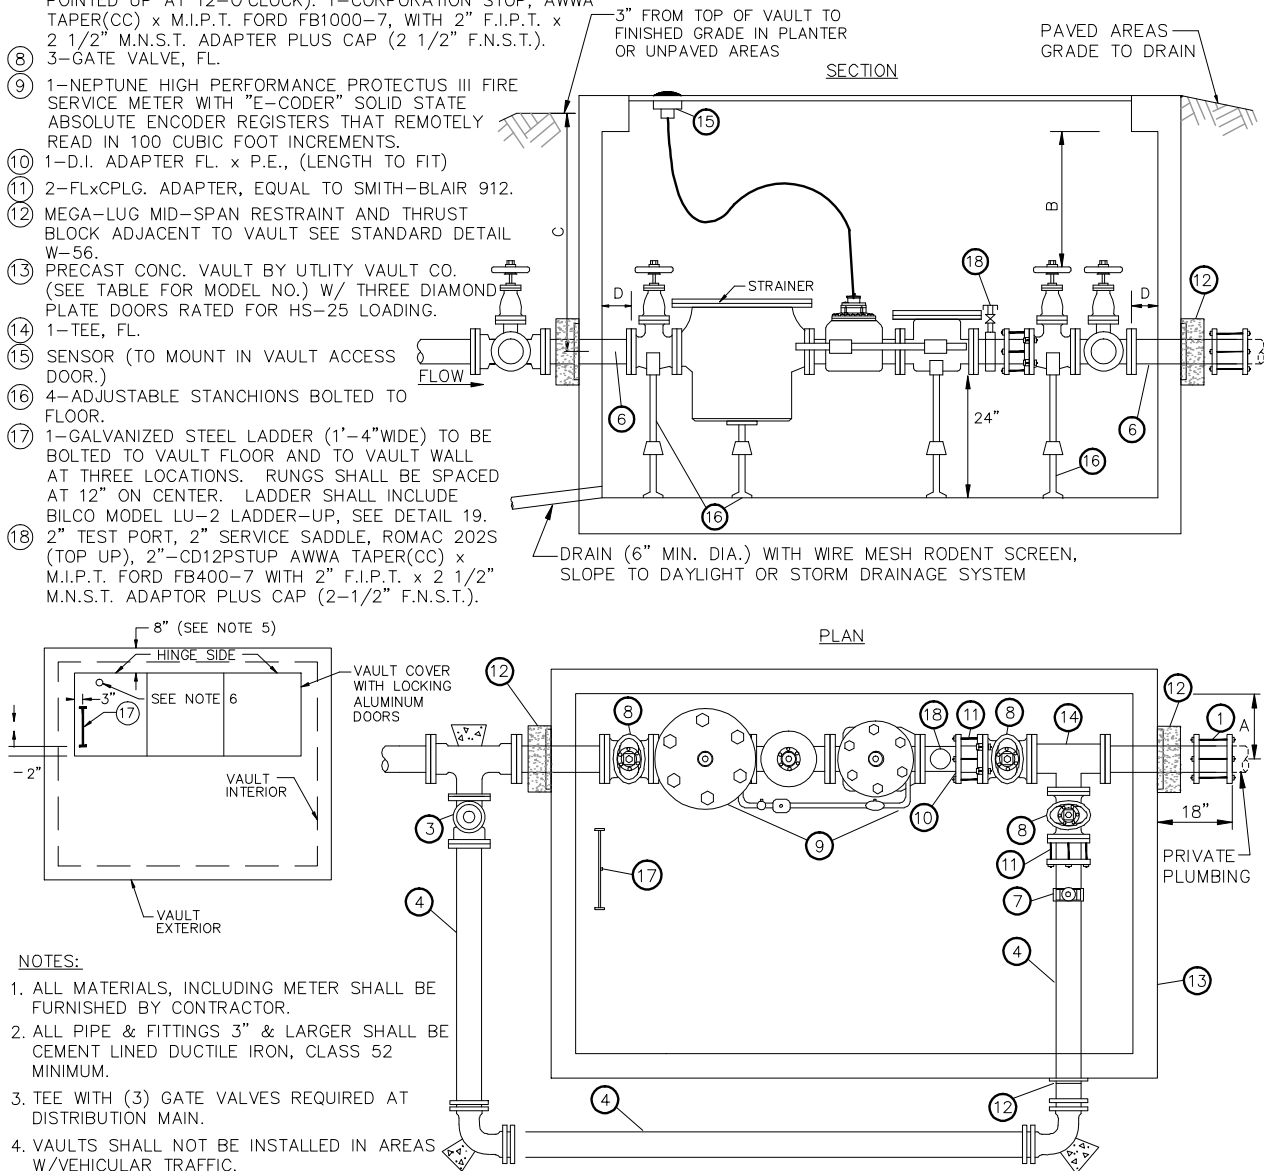 POINTED UP AT 12-O'CLOCK). 1-CORPORATION STOP, AWWA
TAPER(CC) x M.I.P.T. FORD FB1000-7, WITH 2" F.I.P.T. x
2 1/2" M.N.S.T. ADAPTER PLUS CAP (2 1/2" F.N.S.T.).
8 3-GATE VALVE, FL.
9 1-NEPTUNE HIGH PERFORMANCE PROTECTUS III FIRE
SERVICE METER WITH "E-CODER" SOLID STATE
ABSOLUTE ENCODER REGISTERS THAT REMOTELY
READ IN 100 CUBIC FOOT INCREMENTS.
10 1-D.I. ADAPTER FL. x P.E., (LENGTH TO FIT)
11 2-FLxCPLG. ADAPTER, EQUAL TO SMITH-BLAIR 912.
12 MEGA-LUG MID-SPAN RESTRAINT AND THRUST
BLOCK ADJACENT TO VAULT SEE STANDARD DETAIL
W-56.
13 PRECAST CONC. VAULT BY UTLITY VAULT CO.
(SEE TABLE FOR MODEL NO.) W/ THREE DIAMOND
PLATE DOORS RATED FOR HS-25 LOADING.
14 1-TEE, FL.
15 SENSOR (TO MOUNT IN VAULT ACCESS
DOOR.)
16 4-ADJUSTABLE STANCHIONS BOLTED TO
FLOOR.
17 1-GALVANIZED STEEL LADDER (1'-4"WIDE) TO BE
BOLTED TO VAULT FLOOR AND TO VAULT WALL
AT THREE LOCATIONS. RUNGS SHALL BE SPACED
AT 12" ON CENTER. LADDER SHALL INCLUDE
BILCO MODEL LU-2 LADDER-UP, SEE DETAIL 19.
18 2" TEST PORT, 2" SERVICE SADDLE, ROMAC 202S
(TOP UP), 2"-CD12PSTUP AWWA TAPER(CC) x
M.I.P.T. FORD FB400-7 WITH 2" F.I.P.T. x 2 1/2"
M.N.S.T. ADAPTOR PLUS CAP (2-1/2" F.N.S.T.).
3" FROM TOP OF VAULT TO
FINISHED GRADE IN PLANTER
OR UNPAVED AREAS
SECTION
PAVED AREAS
GRADE TO DRAIN
15
C
B
D
STRAINER
18
D
12
FLOW
6
24"
6
16
16
DRAIN (6" MIN. DIA.) WITH WIRE MESH RODENT SCREEN,
SLOPE TO DAYLIGHT OR STORM DRAINAGE SYSTEM
8" (SEE NOTE 5)
HINGE SIDE
3"
SEE NOTE 6
17
VAULT COVER
WITH LOCKING
ALUMINUM
DOORS
2"
VAULT
INTERIOR
VAULT
EXTERIOR
PLAN
12
8
18
11
8
14
12
1
A
3
10
9
8
18"
11
PRIVATE
PLUMBING
17
4
7
4
13
12
4
NOTES:
1. ALL MATERIALS, INCLUDING METER SHALL BE
FURNISHED BY CONTRACTOR.
2. ALL PIPE & FITTINGS 3" & LARGER SHALL BE
CEMENT LINED DUCTILE IRON, CLASS 52
MINIMUM.
3. TEE WITH (3) GATE VALVES REQUIRED AT
DISTRIBUTION MAIN.
4. VAULTS SHALL NOT BE INSTALLED IN AREAS
W/VEHICULAR TRAFFIC.